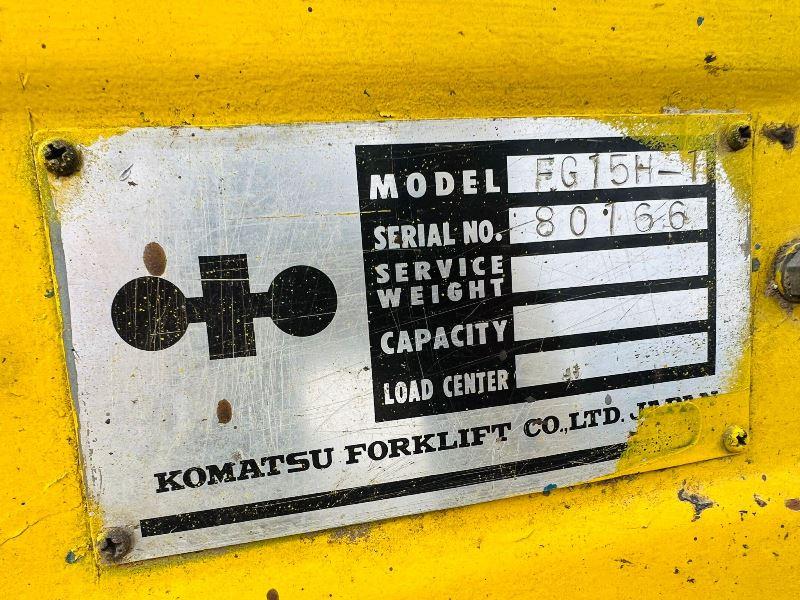 MODEL FG15H-1
SERIAL NO. 80166
SERVICE
WEIGHT
CAPACITY
LOAD CENTER
KOMATSU FORKLIFT CO.,LTD. JAPAN